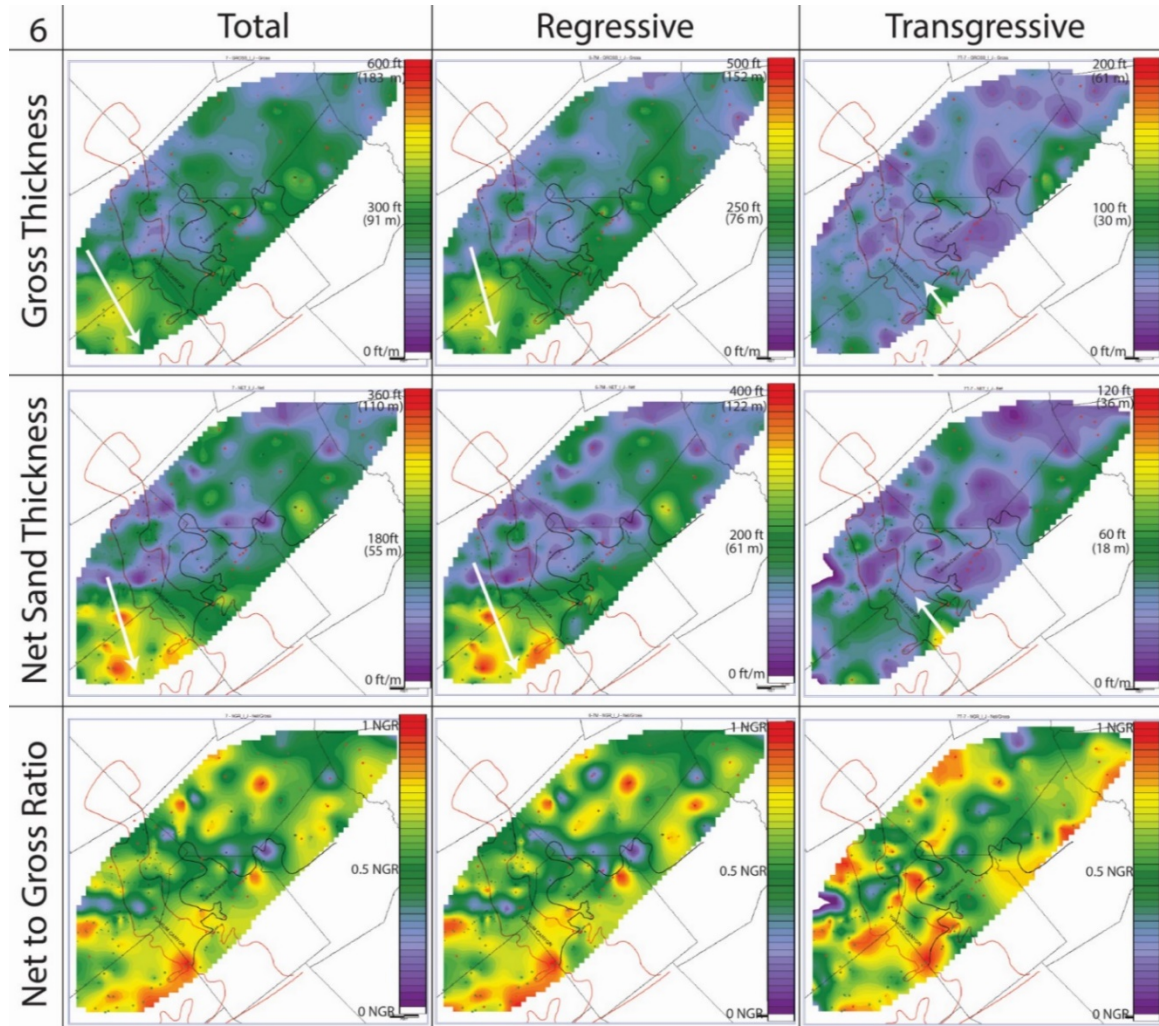 6
Total
Regressive
Transgressive
Gross Thickness
600 ft
(183 m)
300 ft
(91 m)
0 ft/m
500 ft
(152 m)
250 ft
(76 m)
0 ft/m
200 ft
(61 m)
100 ft
(30 m)
0 ft/m
Net Sand Thickness
360 ft
(110 m)
180ft
(55 m)
0 ft/m
400 ft
(122 m)
200 ft
(61 m)
0 ft/m
120 ft
(36 m)
60 ft
(18 m)
0 ft/m
Net to Gross Ratio
1 NGR
0.5 NGR
0 NGR
1 NGR
0.5 NGR
0 NGR
1 NGR
0.5 NGR
0 NGR